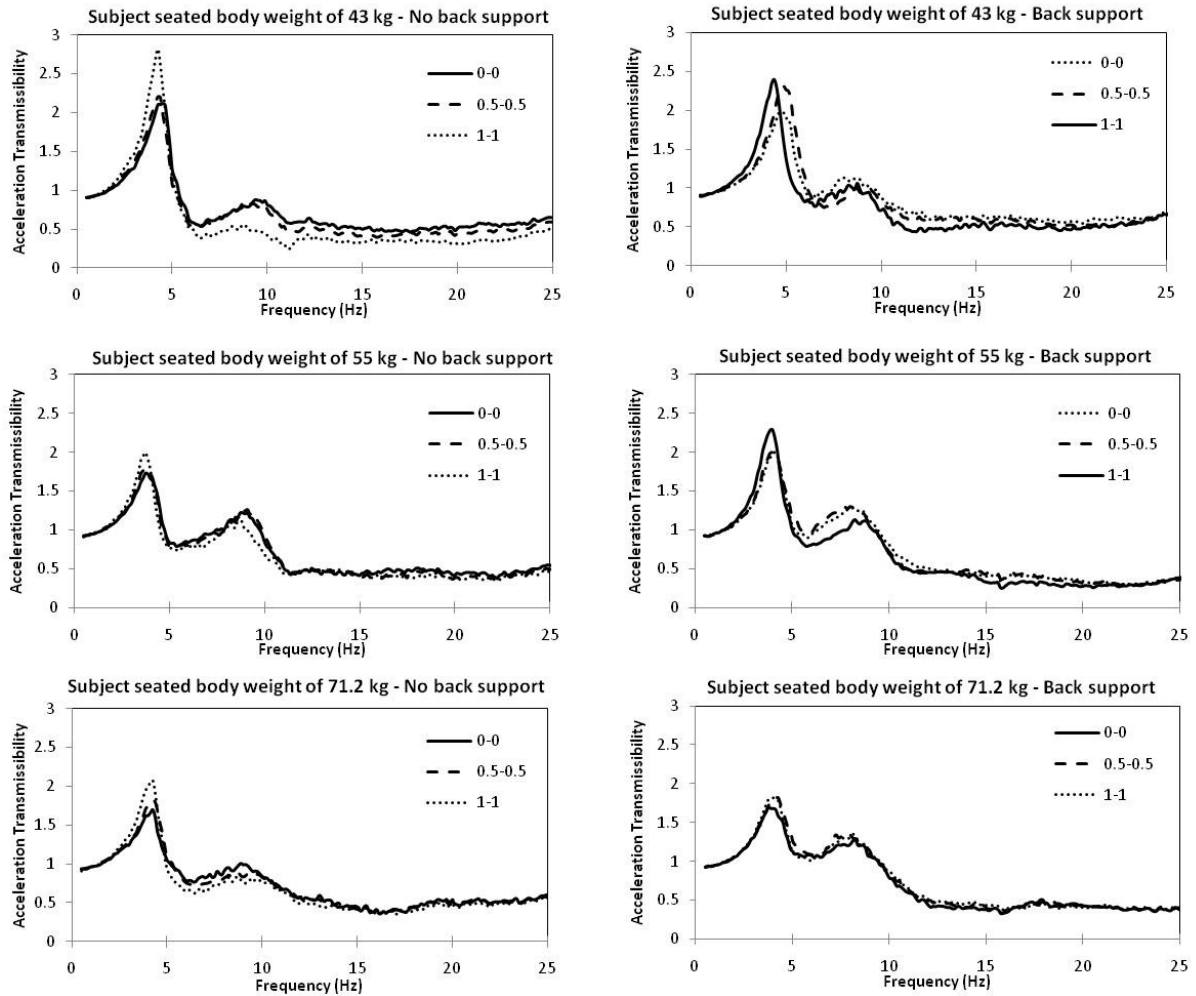 Subject seated body weight of 43 kg - No back support
Acceleration Transmissibility
3
2.5
2
1.5
1
0.5
0
0-0
0.5-0.5
1-1
0 5 10 15 20 25
Frequency (Hz)
Subject seated body weight of 43 kg - Back support
Acceleration Transmissibility
3
2.5
2
1.5
1
0.5
0
0-0
0.5-0.5
1-1
0 5 10 15 20 25
Frequency (Hz)
Subject seated body weight of 55 kg - No back support
Acceleration Transmissibility
3
2.5
2
1.5
1
0.5
0
0-0
0.5-0.5
1-1
0 5 10 15 20 25
Frequency (Hz)
Subject seated body weight of 55 kg - Back support
Acceleration Transmissibility
3
2.5
2
1.5
1
0.5
0
0-0
0.5-0.5
1-1
0 5 10 15 20 25
Frequency (Hz)
Subject seated body weight of 71.2 kg - No back support
Acceleration Transmissibility
3
2.5
2
1.5
1
0.5
0
0-0
0.5-0.5
1-1
0 5 10 15 20 25
Frequency (Hz)
Subject seated body weight of 71.2 kg - Back support
Acceleration Transmissibility
3
2.5
2
1.5
1
0.5
0
0-0
0.5-0.5
1-1
0 5 10 15 20 25
Frequency (Hz)